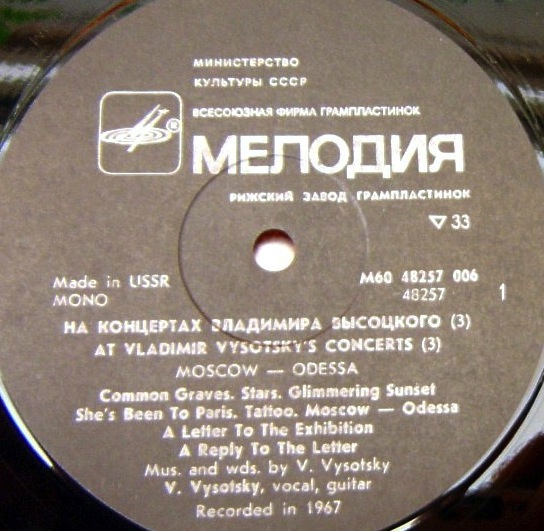 МИНИСТЕРСТВО
КУЛЬТУРЫ СССР
ВСЕСОЮЗНАЯ ФИРМА ГРАМПЛАСТИНОК
®
МЕЛОДИЯ
РИЖСКИЙ ЗАВОД ГРАМПЛАСТИНОК
▽ 33
Made in USSR
MONO
М60 48257 006
48257
1
НА КОНЦЕРТАХ ВЛАДИМИРА ВЫСОЦКОГО (3)
AT VLADIMIR VYSOTSKY'S CONCERTS (3)
MOSCOW — ODESSA
Common Graves. Stars. Glimmering Sunset
She's Been To Paris. Tattoo. Moscow — Odessa
A Letter To The Exhibition
A Reply To The Letter
Mus. and wds. by V. Vysotsky
V. Vysotsky, vocal, guitar
Recorded in 1967